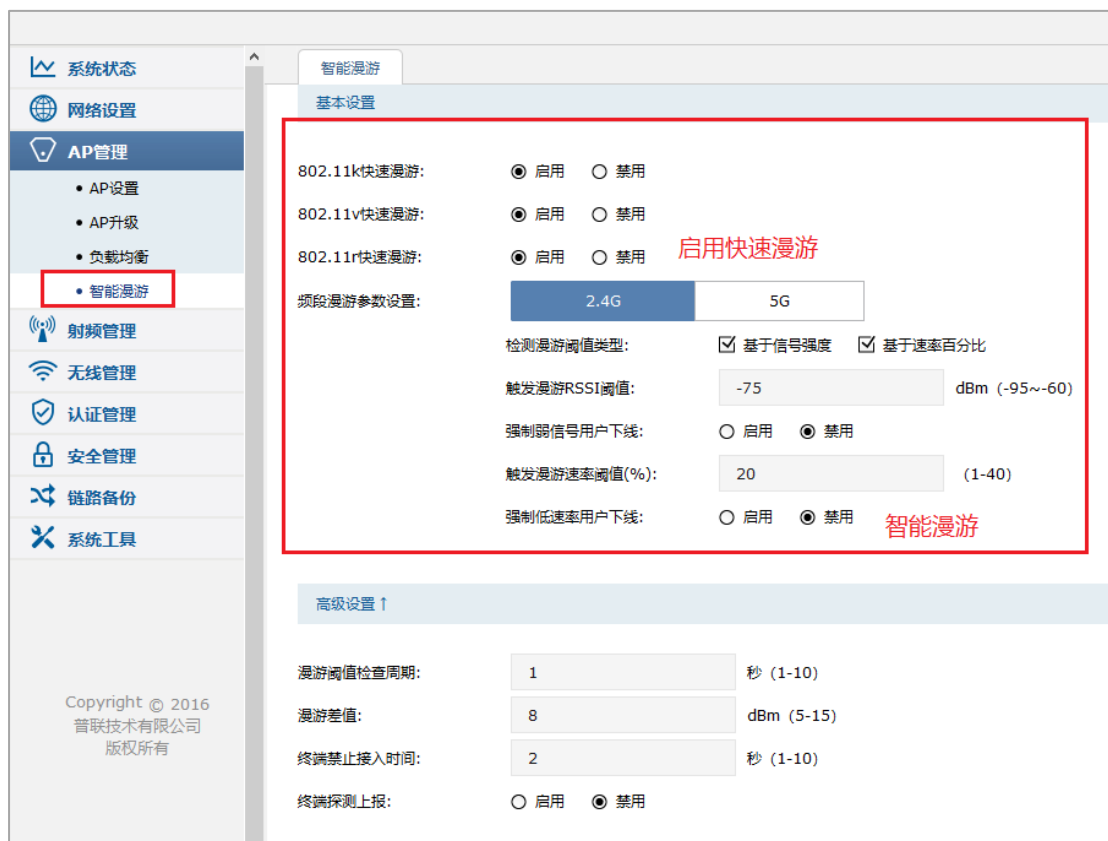 系统状态
网络设置
AP管理
• AP设置
• AP升级
• 负载均衡
• 智能漫游
射频管理
无线管理
认证管理
安全管理
链路备份
系统工具
Copyright © 2016
普联技术有限公司
版权所有
智能漫游
基本设置
802.11k快速漫游: 启用 禁用
802.11v快速漫游: 启用 禁用
802.11r快速漫游: 启用 禁用
启用快速漫游
频段漫游参数设置: 2.4G 5G
检测漫游阈值类型: 基于信号强度 基于速率百分比
触发漫游RSSI阈值: -75 dBm (-95~-60)
强制弱信号用户下线: 启用 禁用
触发漫游速率阈值(%): 20 (1-40)
强制低速率用户下线: 启用 禁用
智能漫游
高级设置↑
漫游阈值检查周期: 1 秒 (1-10)
漫游差值: 8 dBm (5-15)
终端禁止接入时间: 2 秒 (1-10)
终端探测上报: 启用 禁用